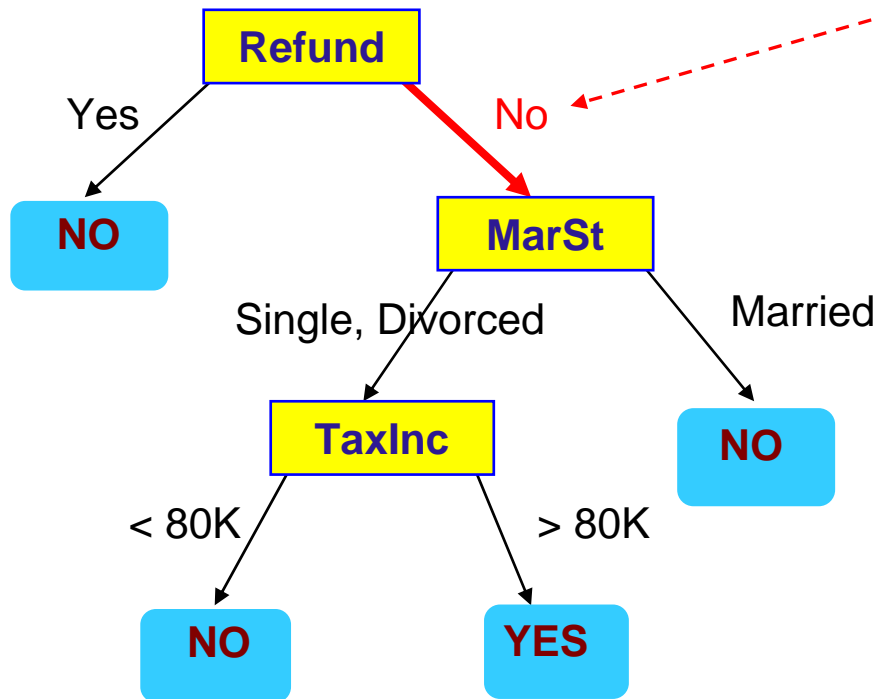 Refund
Yes
No
NO
MarSt
Single, Divorced
Married
TaxInc
NO
< 80K
> 80K
NO
YES